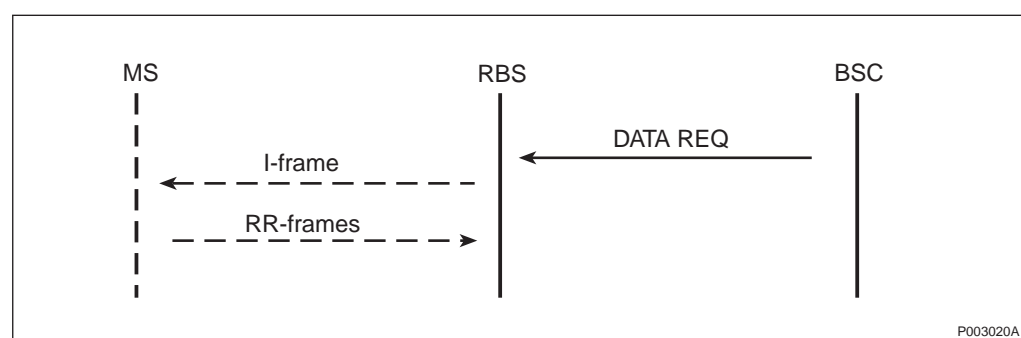 MS RBS BSC
DATA REQ
I-frame
RR-frames
P003020A